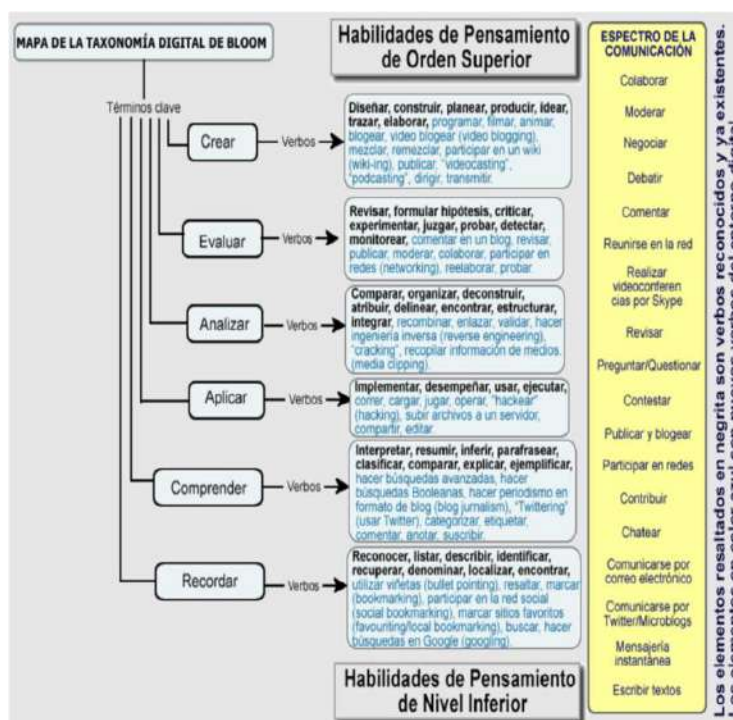 MAPA DE LA TAXONOMÍA DIGITAL DE BLOOM
Términos clave
Habilidades de Pensamiento
de Orden Superior
Crear
Verbos
Diseñar, construir, planear, producir, idear,
trazar, elaborar, programar, filmar, animar,
blogear, video blogear (video blogging),
mezclar, remezclar, participar en un wiki
(wiki-ing), publicar, "videocasting",
"podcasting", dirigir, transmitir.
Evaluar
Verbos
Revisar, formular hipótesis, criticar,
experimentar, juzgar, probar, detectar,
monitorear, comentar en un blog, revisar,
publicar, moderar, colaborar, participar en
redes (networking), reelaborar, probar.
Analizar
Verbos
Comparar, organizar, deconstruir,
atribuir, delinear, encontrar, estructurar,
integrar, recombinar, enlazar, validar, hacer
ingeniería inversa (reverse engineering),
"cracking", recopilar información de medios.
(media clipping).
Aplicar
Verbos
Implementar, desempeñar, usar, ejecutar,
correr, cargar, jugar, operar, "hackear"
(hacking), subir archivos a un servidor,
compartir, editar.
Comprender
Verbos
Interpretar, resumir, inferir, parafrasear,
clasificar, comparar, explicar, ejemplificar,
hacer búsquedas avanzadas, hacer
búsquedas Booleanas, hacer periodismo en
formato de blog (blog journalism), "Twittering"
(usar Twitter), categorizar, etiquetar,
comentar, anotar, suscribir.
Recordar
Verbos
Reconocer, listar, describir, identificar,
recuperar, denominar, localizar, encontrar,
utilizar viñetas (bullet pointing), resaltar, marcar
(bookmarking), participar en la red social
(social bookmarking), marcar sitios favoritos
(favouriting/local bookmarking), buscar, hacer
búsquedas en Google (googling).
Habilidades de Pensamiento
de Nivel Inferior
ESPECTRO DE LA
COMUNICACIÓN
Colaborar
Moderar
Negociar
Debatir
Comentar
Reunirse en la red
Realizar
videoconferen
cias por Skype
Revisar
Preguntar/Questionar
Contestar
Publicar y blogear
Participar en redes
Contribuir
Chatear
Comunicarse por
correo electrónico
Comunicarse por
Twitter/Microblogs
Mensajería
instantánea
Escribir textos
Los elementos resaltados en negrita son verbos reconocidos y ya existentes.
Los elementos en color azul son nuevos verbos del entorno digital